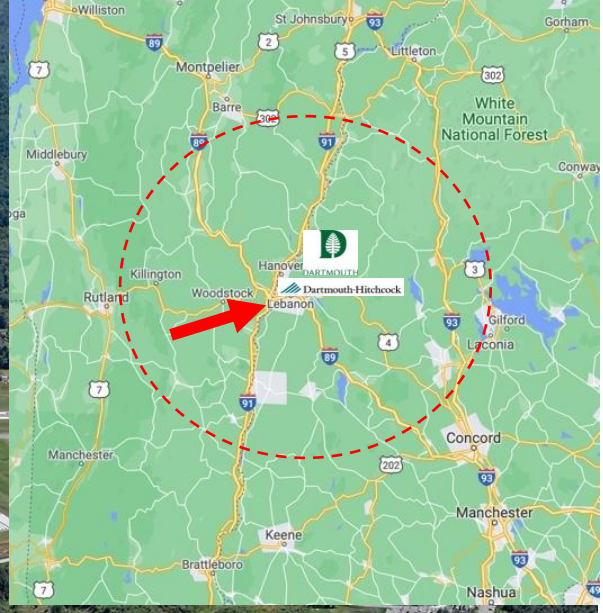 Williston
St Johnsbury
93
Gorham
89
2
5
Littleton
7
Montpelier
302
Barre
White
Mountain
National Forest
302
89
91
Middlebury
Conway
D
DARTMOUTH
Hanover
3
Killington
Dartmouth-Hitchcock
Woodstock
Rutland
Lebanon
93
Gilford
4
Laconia
89
7
91
Concord
Manchester
202
93
Manchester
Keene
93
Brattleboro
7
Nashua